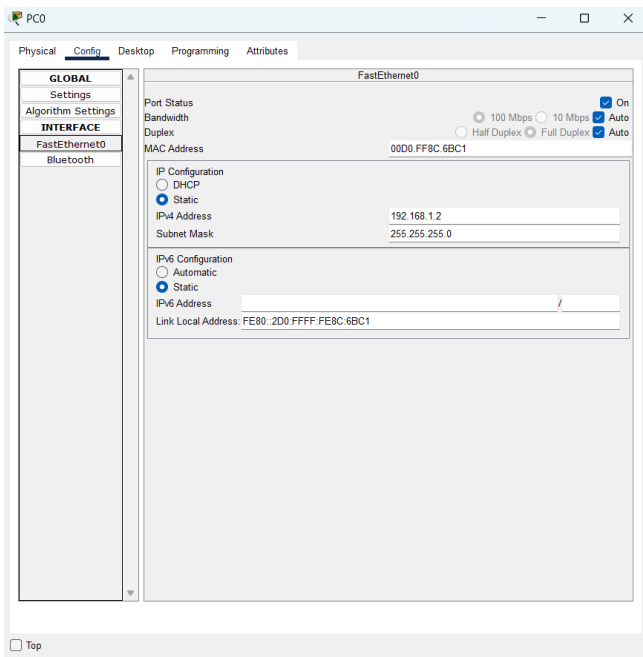 PC0
Physical Config Desktop Programming Attributes
GLOBAL
Settings
Algorithm Settings
INTERFACE
FastEthernet0
Bluetooth
FastEthernet0
Port Status On
Bandwidth 100 Mbps 10 Mbps Auto
Duplex Half Duplex Full Duplex Auto
MAC Address 00D0.FF8C.6BC1
IP Configuration
DHCP
Static
IPv4 Address 192.168.1.2
Subnet Mask 255.255.255.0
IPv6 Configuration
Automatic
Static
IPv6 Address /
Link Local Address: FE80::2D0:FFFF:FE8C:6BC1
Top